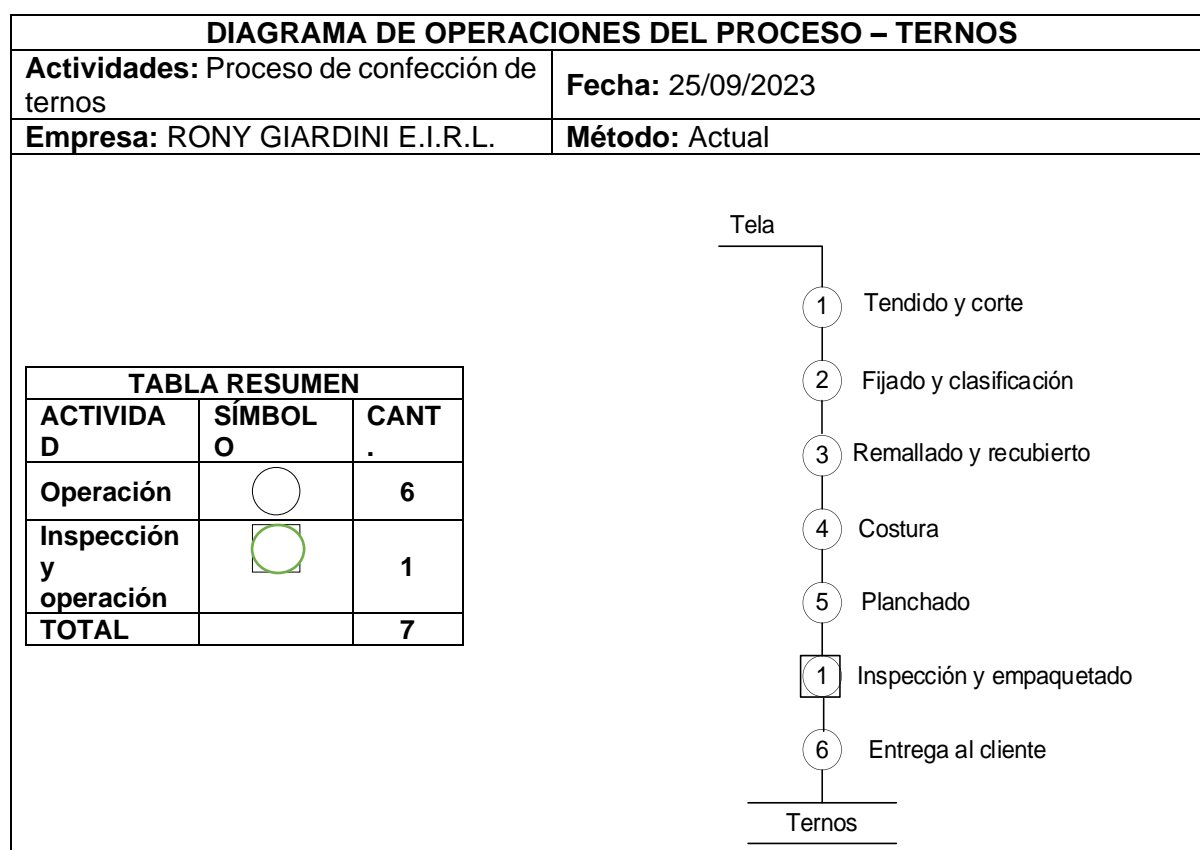 DIAGRAMA DE OPERACIONES DEL PROCESO – TERNOS
Actividades: Proceso de confección de
ternos
Fecha: 25/09/2023
Empresa: RONY GIARDINI E.I.R.L.
Método: Actual
TABLA RESUMEN
ACTIVIDA
D
SÍMBOL
O
CANT
.
Operación
6
Inspección
y
operación
1
TOTAL
7
Tela
1 Tendido y corte
2 Fijado y clasificación
3 Remallado y recubierto
4 Costura
5 Planchado
1 Inspección y empaquetado
6 Entrega al cliente
Ternos